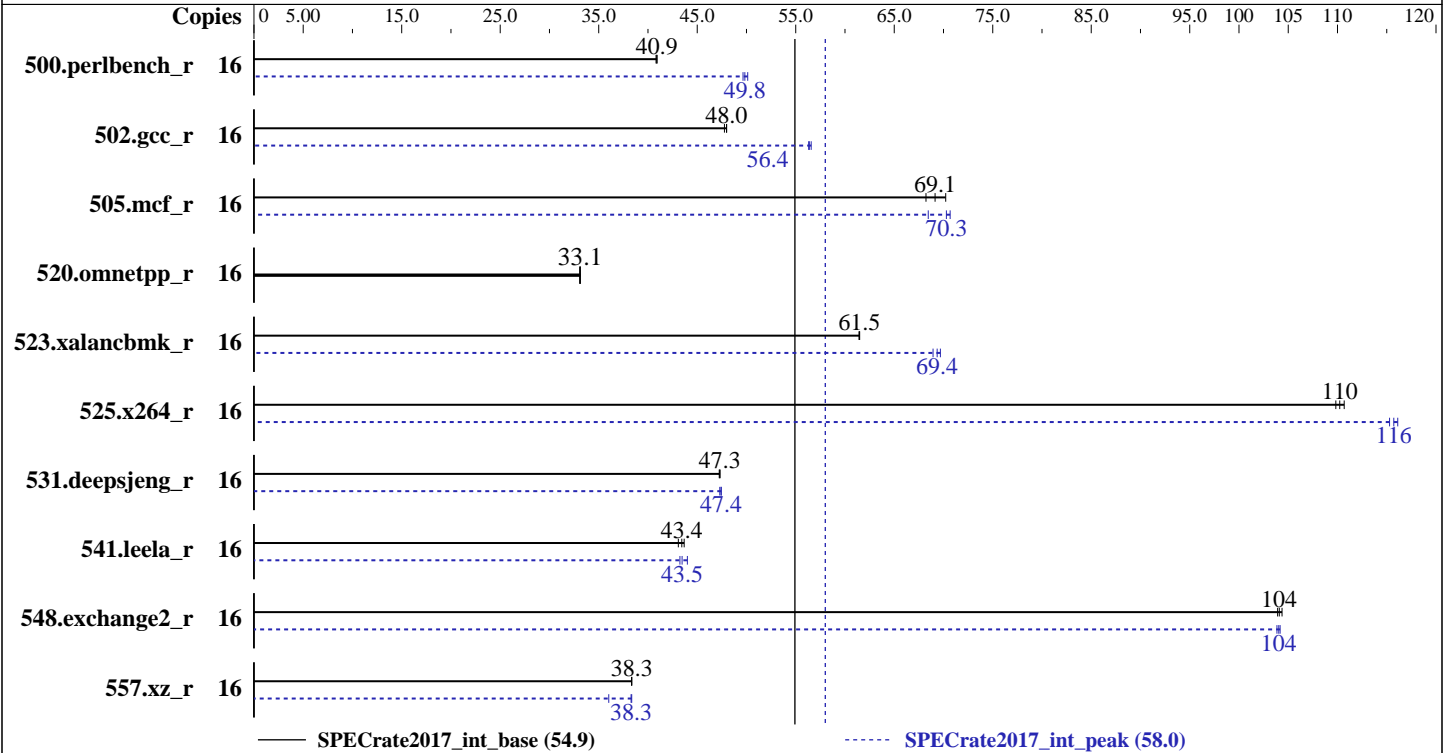 Copies 0 5.00 15.0 25.0 35.0 45.0 55.0 65.0 75.0 85.0 95.0 100 105 110 120
40.9
500.perlbench_r 16
49.8
48.0
502.gcc_r 16
56.4
69.1
505.mcf_r 16
70.3
33.1
520.omnetpp_r 16
61.5
523.xalancbmk_r 16
69.4
110
525.x264_r 16
116
47.3
531.deepsjeng_r 16
47.4
43.4
541.leela_r 16
43.5
104
548.exchange2_r 16
104
38.3
557.xz_r 16
38.3
SPECrate2017_int_base (54.9) SPECrate2017_int_peak (58.0)